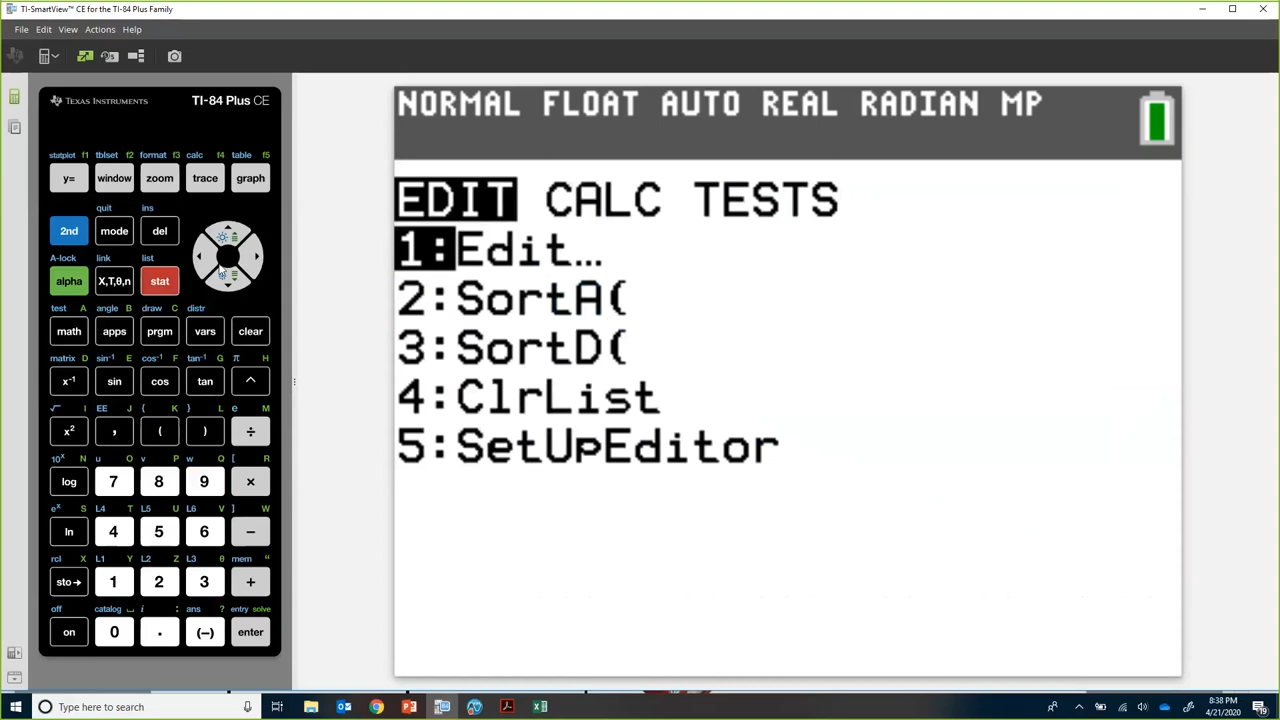 TI-SmartView™ CE for the TI-84 Plus Family
File Edit View Actions Help
TEXAS INSTRUMENTS TI-84 Plus CE
NORMAL FLOAT AUTO REAL RADIAN MP
EDIT CALC TESTS
1:Edit...
2:SortA(
3:SortD(
4:ClrList
5:SetUpEditor
statplot f1 tblset f2 format f3 calc f4 table f5
y= window zoom trace graph
quit ins
2nd mode del
A-lock link list
alpha X,T,θ,n stat
test A angle B draw C distr
math apps prgm vars clear
matrix D sin⁻¹ E cos⁻¹ F tan⁻¹ G π H
x⁻¹ sin cos tan ^
√ I EE J { K } L e M
x² , ( ) ÷
10ˣ N u O v P w Q [ R
log 7 8 9 ×
eˣ S L4 T L5 U L6 V ] W
ln 4 5 6 −
rcl X L1 Y L2 Z L3 θ mem "
sto→ 1 2 3 +
off catalog ␣ i : ans ? entry solve
on 0 . (−) enter
Type here to search
8:38 PM
4/21/2020
19